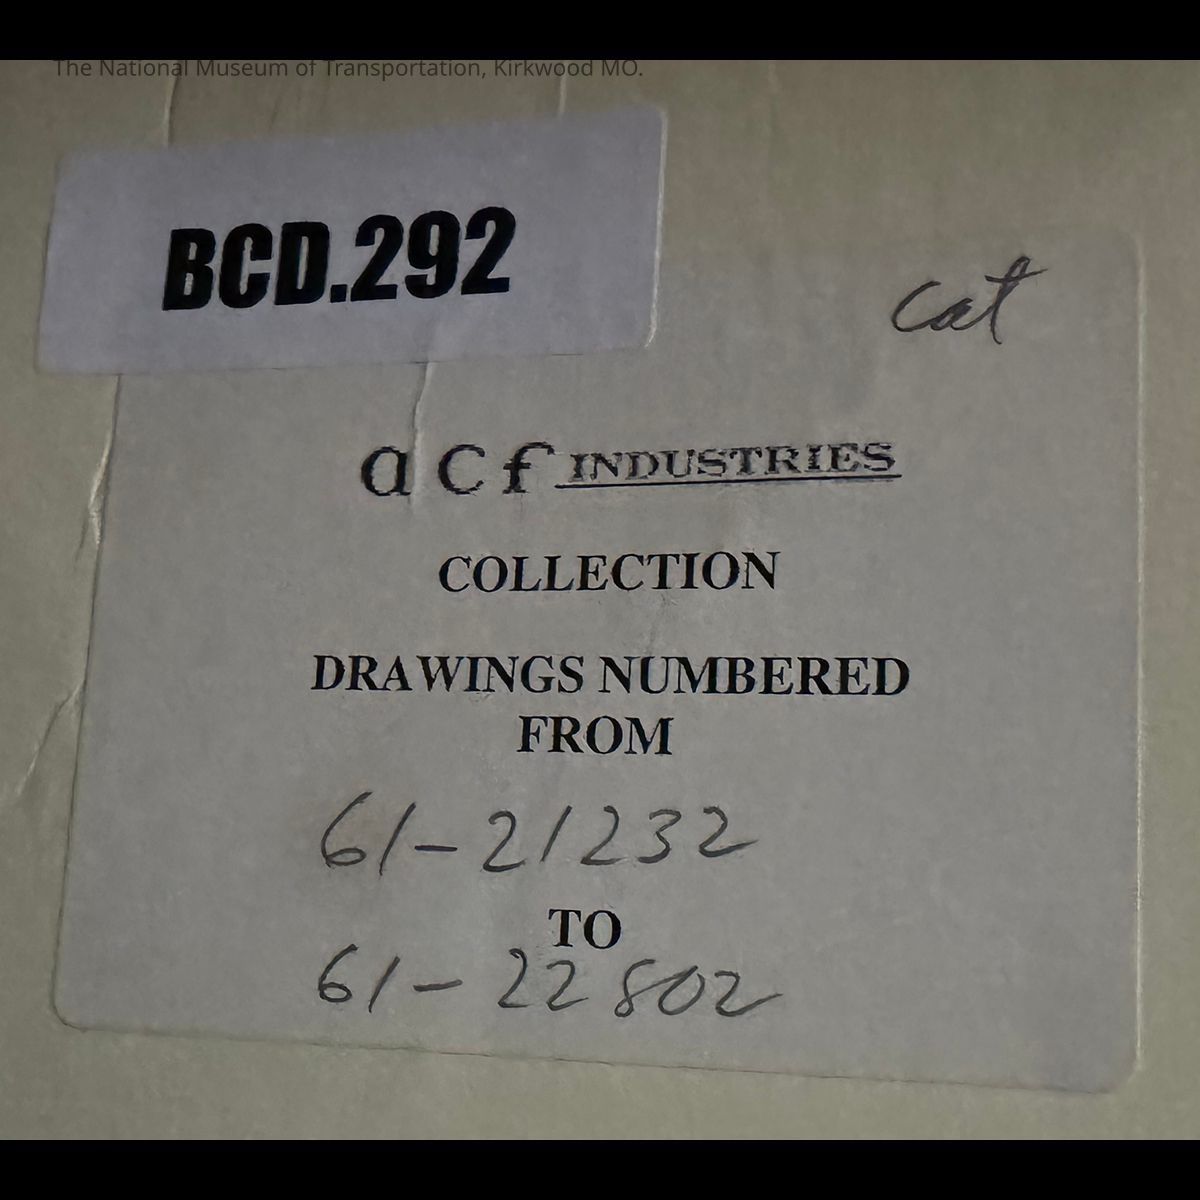 The National Museum of Transportation, Kirkwood MO.
BCD.292
cat
acf INDUSTRIES
COLLECTION
DRAWINGS NUMBERED
FROM
61-21232
TO
61-22802